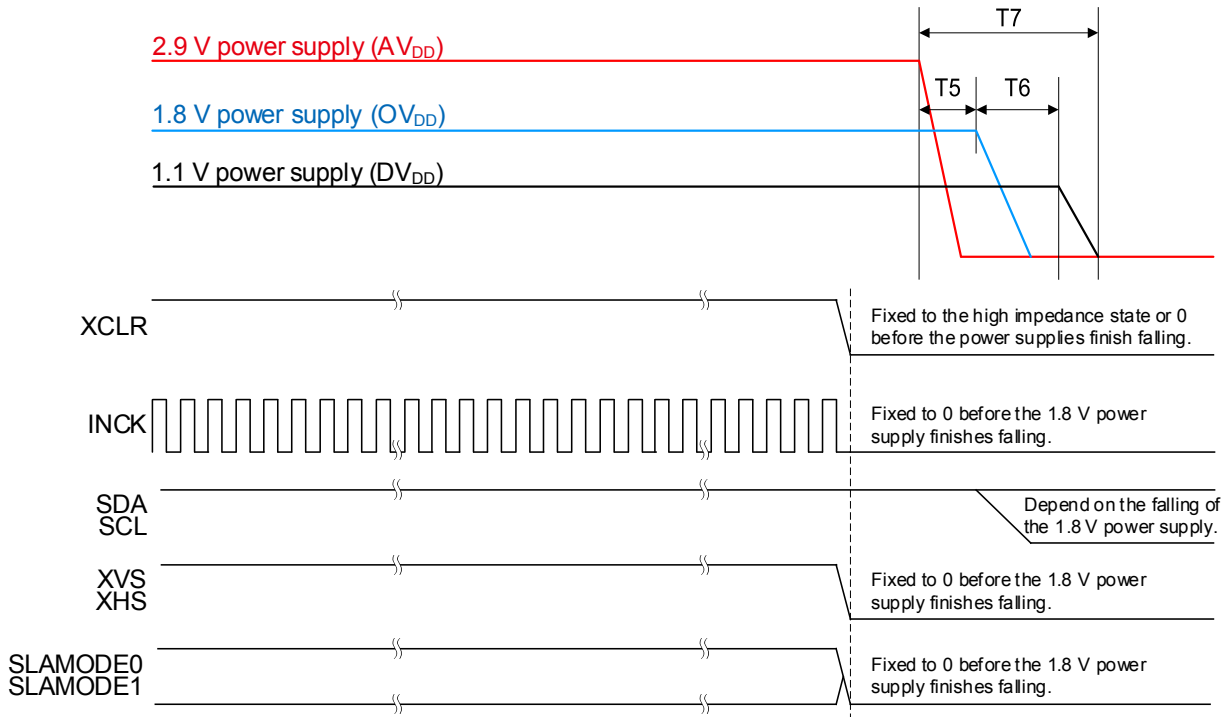 T7
2.9 V power supply (AVDD)
T5 T6
1.8 V power supply (OVDD)
1.1 V power supply (DVDD)
XCLR
Fixed to the high impedance state or 0
before the power supplies finish falling.
INCK
Fixed to 0 before the 1.8 V power
supply finishes falling.
SDA
SCL
Depend on the falling of
the 1.8 V power supply.
XVS
XHS
Fixed to 0 before the 1.8 V power
supply finishes falling.
SLAMODE0
SLAMODE1
Fixed to 0 before the 1.8 V power
supply finishes falling.